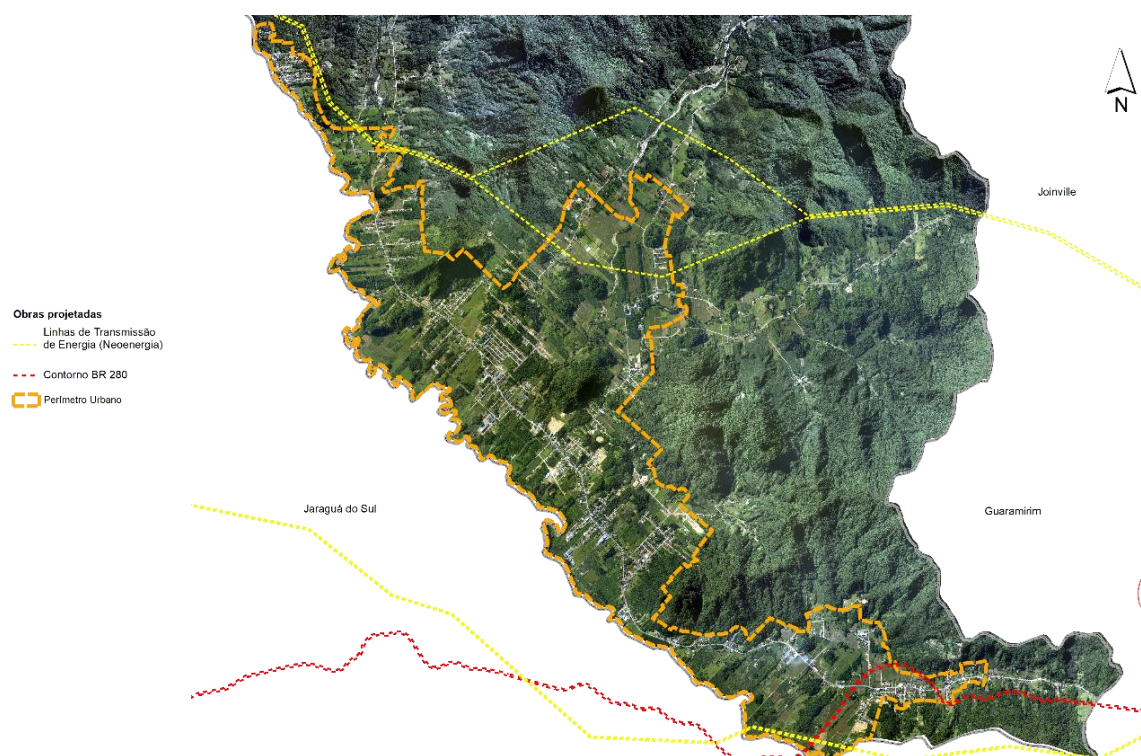 N
Joinville
Obras projetadas
Linhas de Transmissão
de Energia (Neoenergia)
Contorno BR 280
Perímetro Urbano
Jaraguá do Sul
Guaramirim